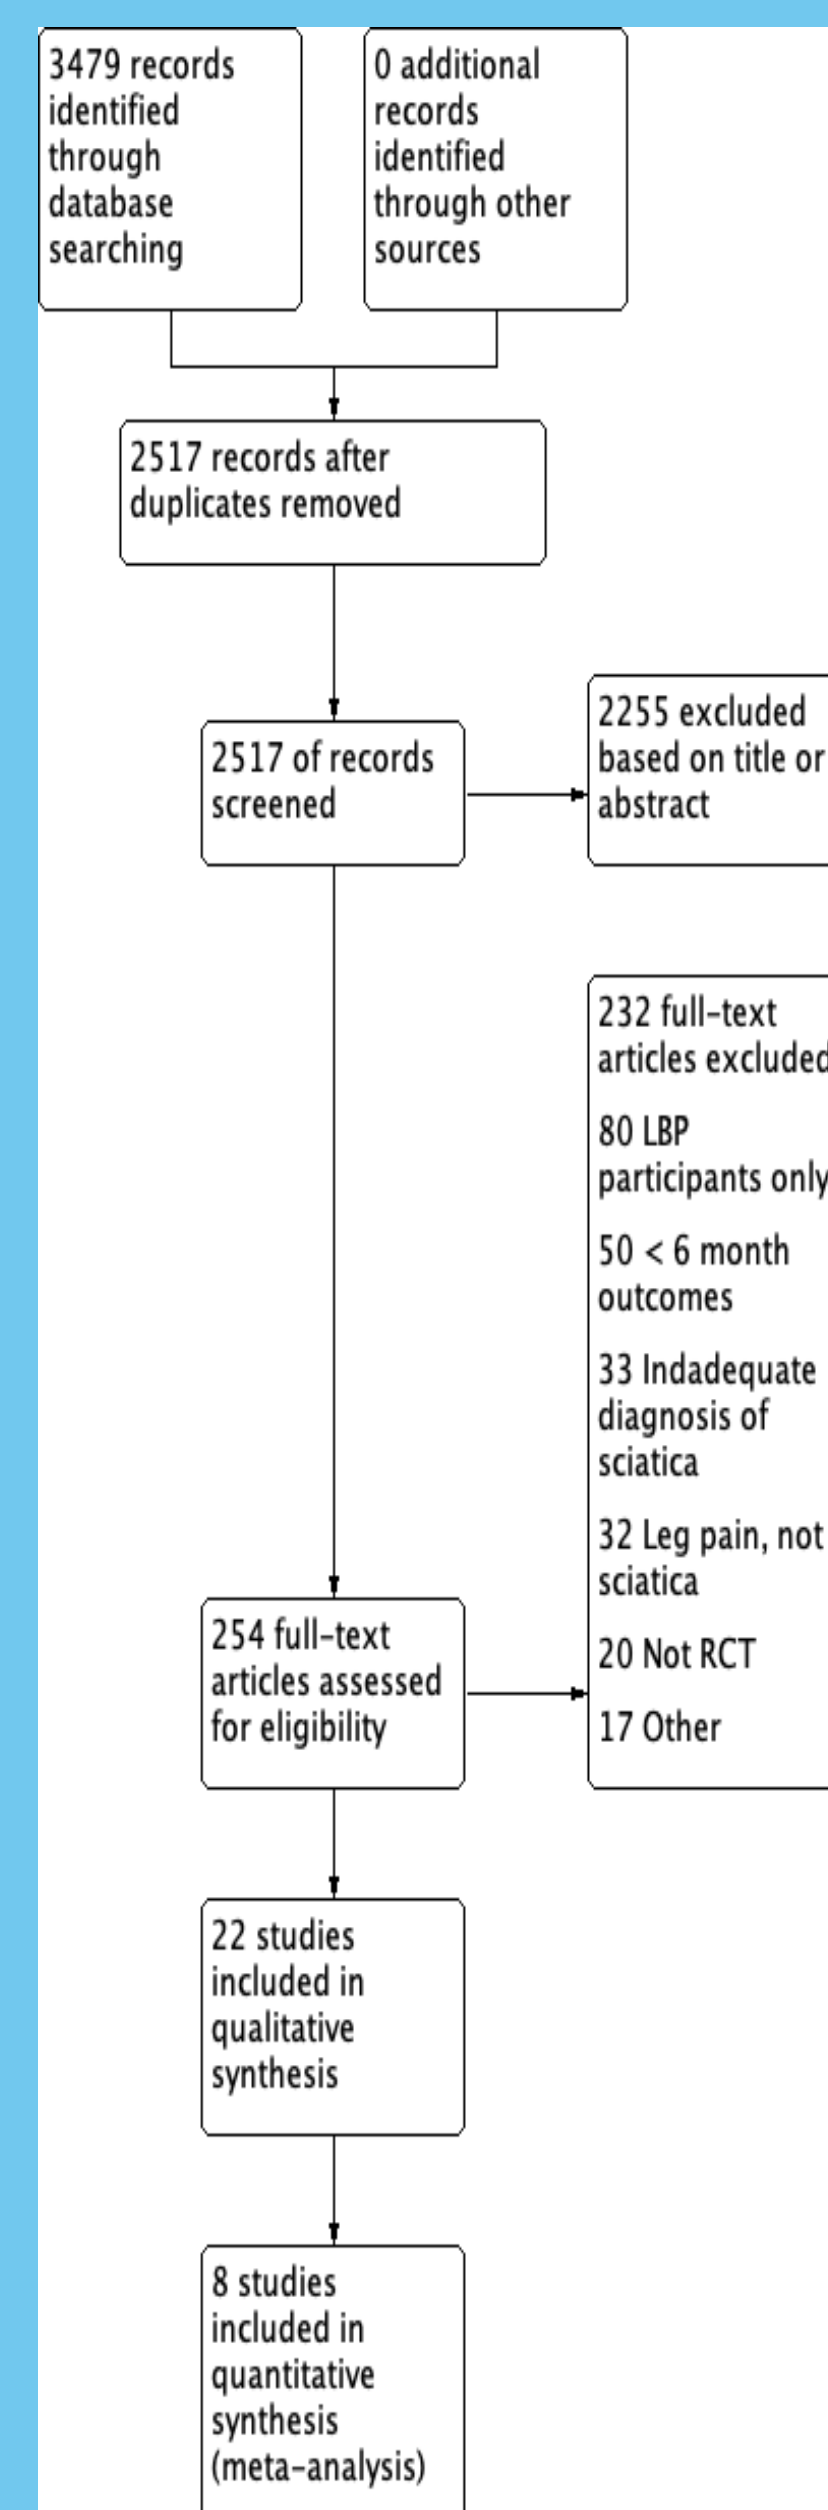 3479 records
identified
through
database
searching
0 additional
records
identified
through other
sources
2517 records after
duplicates removed
2517 of records
screened
2255 excluded
based on title or
abstract
232 full-text
articles excluded
80 LBP
participants only
50 < 6 month
outcomes
33 Indadequate
diagnosis of
sciatica
32 Leg pain, not
sciatica
20 Not RCT
17 Other
254 full-text
articles assessed
for eligibility
22 studies
included in
qualitative
synthesis
8 studies
included in
quantitative
synthesis
(meta-analysis)